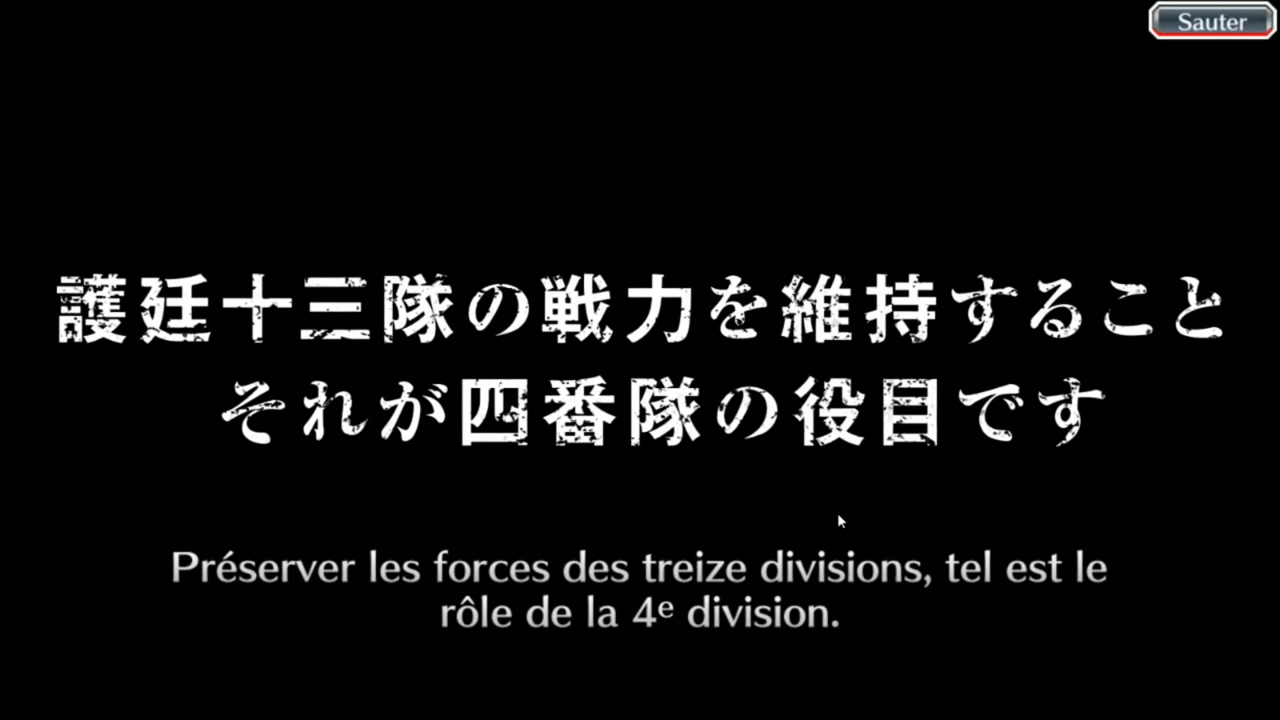 Sauter
護廷十三隊の戦力を維持すること
それが四番隊の役目です
Préserver les forces des treize divisions, tel est le
rôle de la 4ᵉ division.